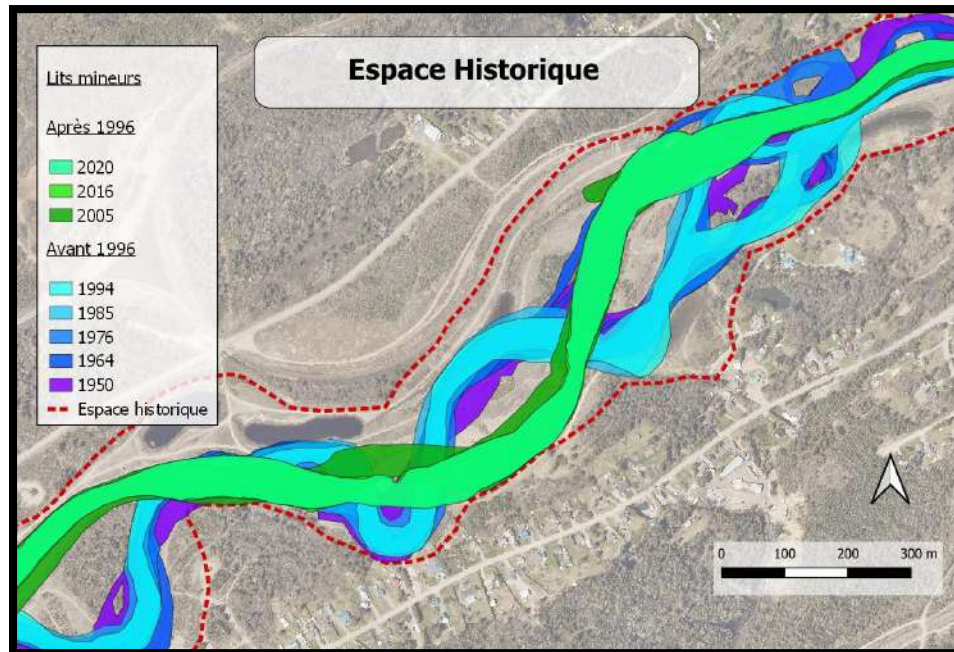 Espace Historique
Lits mineurs
Après 1996
2020
2016
2005
Avant 1996
1994
1985
1976
1964
1950
Espace historique
0 100 200 300 m